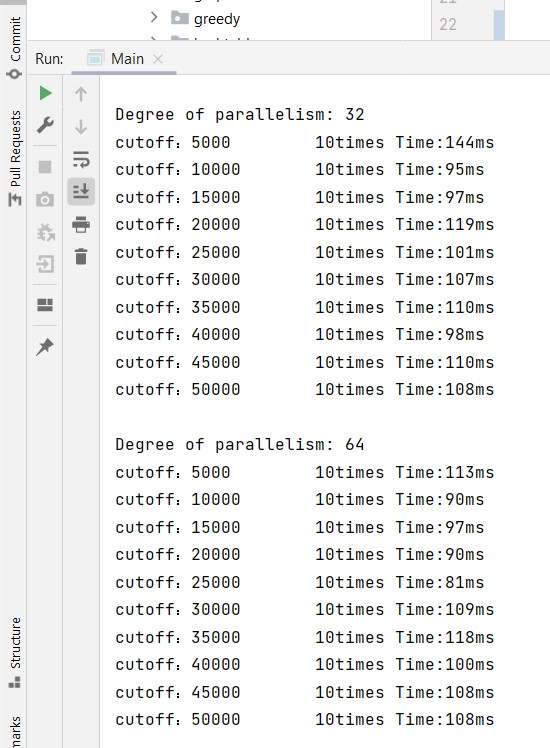 Commit
Pull Requests
Structure
greedy
22
Run: Main
Degree of parallelism: 32
cutoff：5000 10times Time:144ms
cutoff：10000 10times Time:95ms
cutoff：15000 10times Time:97ms
cutoff：20000 10times Time:119ms
cutoff：25000 10times Time:101ms
cutoff：30000 10times Time:107ms
cutoff：35000 10times Time:110ms
cutoff：40000 10times Time:98ms
cutoff：45000 10times Time:110ms
cutoff：50000 10times Time:108ms
Degree of parallelism: 64
cutoff：5000 10times Time:113ms
cutoff：10000 10times Time:90ms
cutoff：15000 10times Time:97ms
cutoff：20000 10times Time:90ms
cutoff：25000 10times Time:81ms
cutoff：30000 10times Time:109ms
cutoff：35000 10times Time:118ms
cutoff：40000 10times Time:100ms
cutoff：45000 10times Time:108ms
cutoff：50000 10times Time:108ms